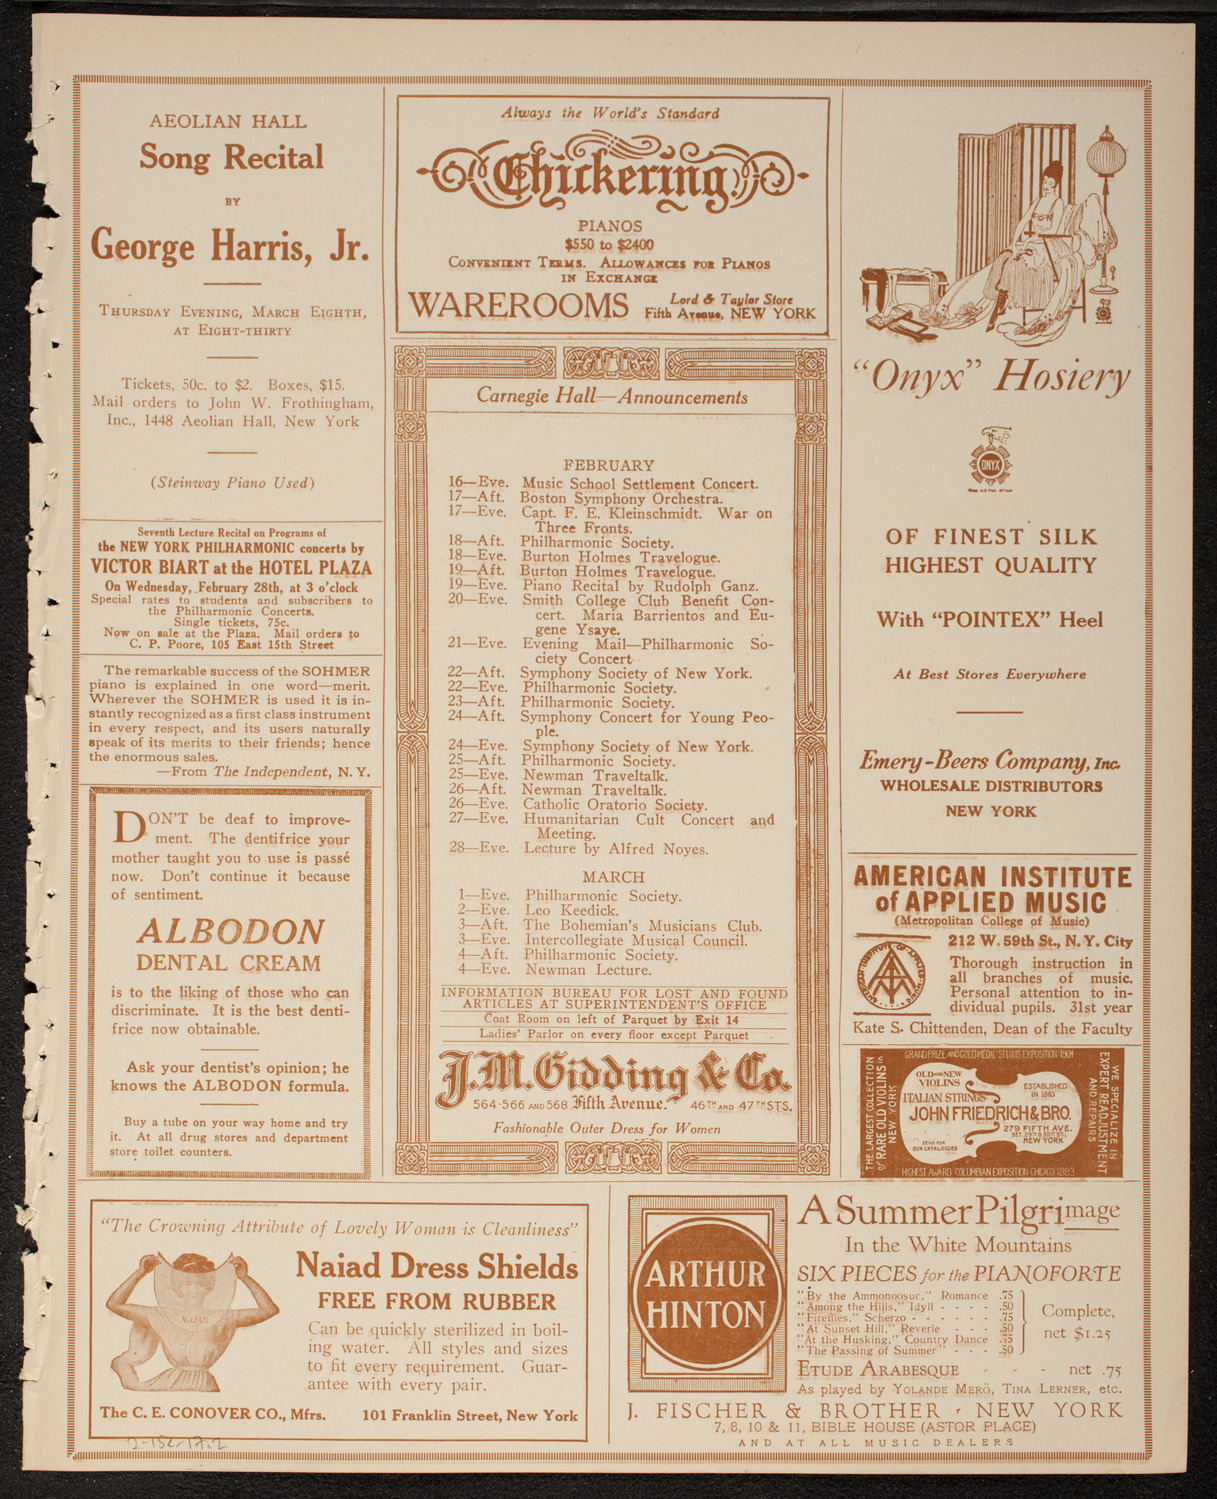 AEOLIAN HALL
Song Recital
BY
George Harris, Jr.
THURSDAY EVENING, MARCH EIGHTH,
AT EIGHT-THIRTY
Tickets, 50c. to $2. Boxes, $15.
Mail orders to John W. Frothingham,
Inc., 1448 Aeolian Hall, New York
(Steinway Piano Used)
Seventh Lecture Recital on Programs of
the NEW YORK PHILHARMONIC concerts by
VICTOR BIART at the HOTEL PLAZA
On Wednesday, February 28th, at 3 o'clock
Special rates to students and subscribers to
the Philharmonic Concerts.
Single tickets, 75c.
Now on sale at the Plaza. Mail orders to
C. P. Poore, 105 East 15th Street
The remarkable success of the SOHMER
piano is explained in one word—merit.
Wherever the SOHMER is used it is in-
stantly recognized as a first class instrument
in every respect, and its users naturally
speak of its merits to their friends; hence
the enormous sales.
—From The Independent, N. Y.
DON'T be deaf to improve-
ment. The dentifrice your
mother taught you to use is passé
now. Don't continue it because
of sentiment.
ALBODON
DENTAL CREAM
is to the liking of those who can
discriminate. It is the best denti-
frice now obtainable.
Ask your dentist's opinion; he
knows the ALBODON formula.
Buy a tube on your way home and try
it. At all drug stores and department
store toilet counters.
Always the World's Standard
Chickering
PIANOS
$550 to $2400
CONVENIENT TERMS. ALLOWANCES FOR PIANOS
IN EXCHANGE
WAREROOMS Lord & Taylor Store
Fifth Avenue, NEW YORK
Carnegie Hall—Announcements
FEBRUARY
16—Eve. Music School Settlement Concert.
17—Aft. Boston Symphony Orchestra.
17—Eve. Capt. F. E. Kleinschmidt. War on
Three Fronts.
18—Aft. Philharmonic Society.
18—Eve. Burton Holmes Travelogue.
19—Aft. Burton Holmes Travelogue.
19—Eve. Piano Recital by Rudolph Ganz.
20—Eve. Smith College Club Benefit Con-
cert. Maria Barrientos and Eu-
gene Ysaye.
21—Eve. Evening Mail—Philharmonic So-
ciety Concert
22—Aft. Symphony Society of New York.
22—Eve. Philharmonic Society.
23—Aft. Philharmonic Society.
24—Aft. Symphony Concert for Young Peo-
ple.
24—Eve. Symphony Society of New York.
25—Aft. Philharmonic Society.
25—Eve. Newman Traveltalk.
26—Aft. Newman Traveltalk.
26—Eve. Catholic Oratorio Society.
27—Eve. Humanitarian Cult Concert and
Meeting.
28—Eve. Lecture by Alfred Noyes.
MARCH
1—Eve. Philharmonic Society.
2—Eve. Leo Keedick.
3—Aft. The Bohemian's Musicians Club.
3—Eve. Intercollegiate Musical Council.
4—Aft. Philharmonic Society.
4—Eve. Newman Lecture.
INFORMATION BUREAU FOR LOST AND FOUND
ARTICLES AT SUPERINTENDENT'S OFFICE
Coat Room on left of Parquet by Exit 14
Ladies' Parlor on every floor except Parquet
J.M. Gidding & Co.
564-566 AND 568 Fifth Avenue. 46TH AND 47TH STS.
Fashionable Outer Dress for Women
"Onyx" Hosiery
ONYX
OF FINEST SILK
HIGHEST QUALITY
With "POINTEX" Heel
At Best Stores Everywhere
Emery-Beers Company, Inc.
WHOLESALE DISTRIBUTORS
NEW YORK
AMERICAN INSTITUTE
of APPLIED MUSIC
(Metropolitan College of Music)
212 W. 59th St., N. Y. City
Thorough instruction in
all branches of music.
Personal attention to in-
dividual pupils. 31st year
Kate S. Chittenden, Dean of the Faculty
GRAND PRIZE AND GOLD MEDAL ST LOUIS EXPOSITION 1904
THE LARGEST COLLECTION
of RARE OLD VIOLINS in
NEW YORK
OLD AND NEW
VIOLINS
ITALIAN STRINGS
ESTABLISHED
IN 1883
JOHN FRIEDRICH & BRO.
279 FIFTH AVE.
NEW YORK
SEND FOR
OUR CATALOGUES
WE SPECIALIZE IN
EXPERT READJUSTMENT
AND REPAIRS
HIGHEST AWARD COLUMBIAN EXPOSITION CHICAGO 1893
"The Crowning Attribute of Lovely Woman is Cleanliness"
NAIAD
Naiad Dress Shields
FREE FROM RUBBER
Can be quickly sterilized in boil-
ing water. All styles and sizes
to fit every requirement. Guar-
antee with every pair.
The C. E. CONOVER CO., Mfrs. 101 Franklin Street, New York
2-15E-17.2
ARTHUR
HINTON
A Summer Pilgrimage
In the White Mountains
SIX PIECES for the PIANOFORTE
"By the Ammonoosuc," Romance .75
"Among the Hills," Idyll - - - - .50
"Fireflies," Scherzo - - - - - - .75
"At Sunset Hill," Reverie - - - .50
"At the Husking," Country Dance .75
"The Passing of Summer" - - - .50
Complete,
net $1.25
ETUDE ARABESQUE - - - net .75
As played by YOLANDE MERÖ, TINA LERNER, etc.
J. FISCHER & BROTHER - NEW YORK
7, 8, 10 & 11, BIBLE HOUSE (ASTOR PLACE)
AND AT ALL MUSIC DEALERS